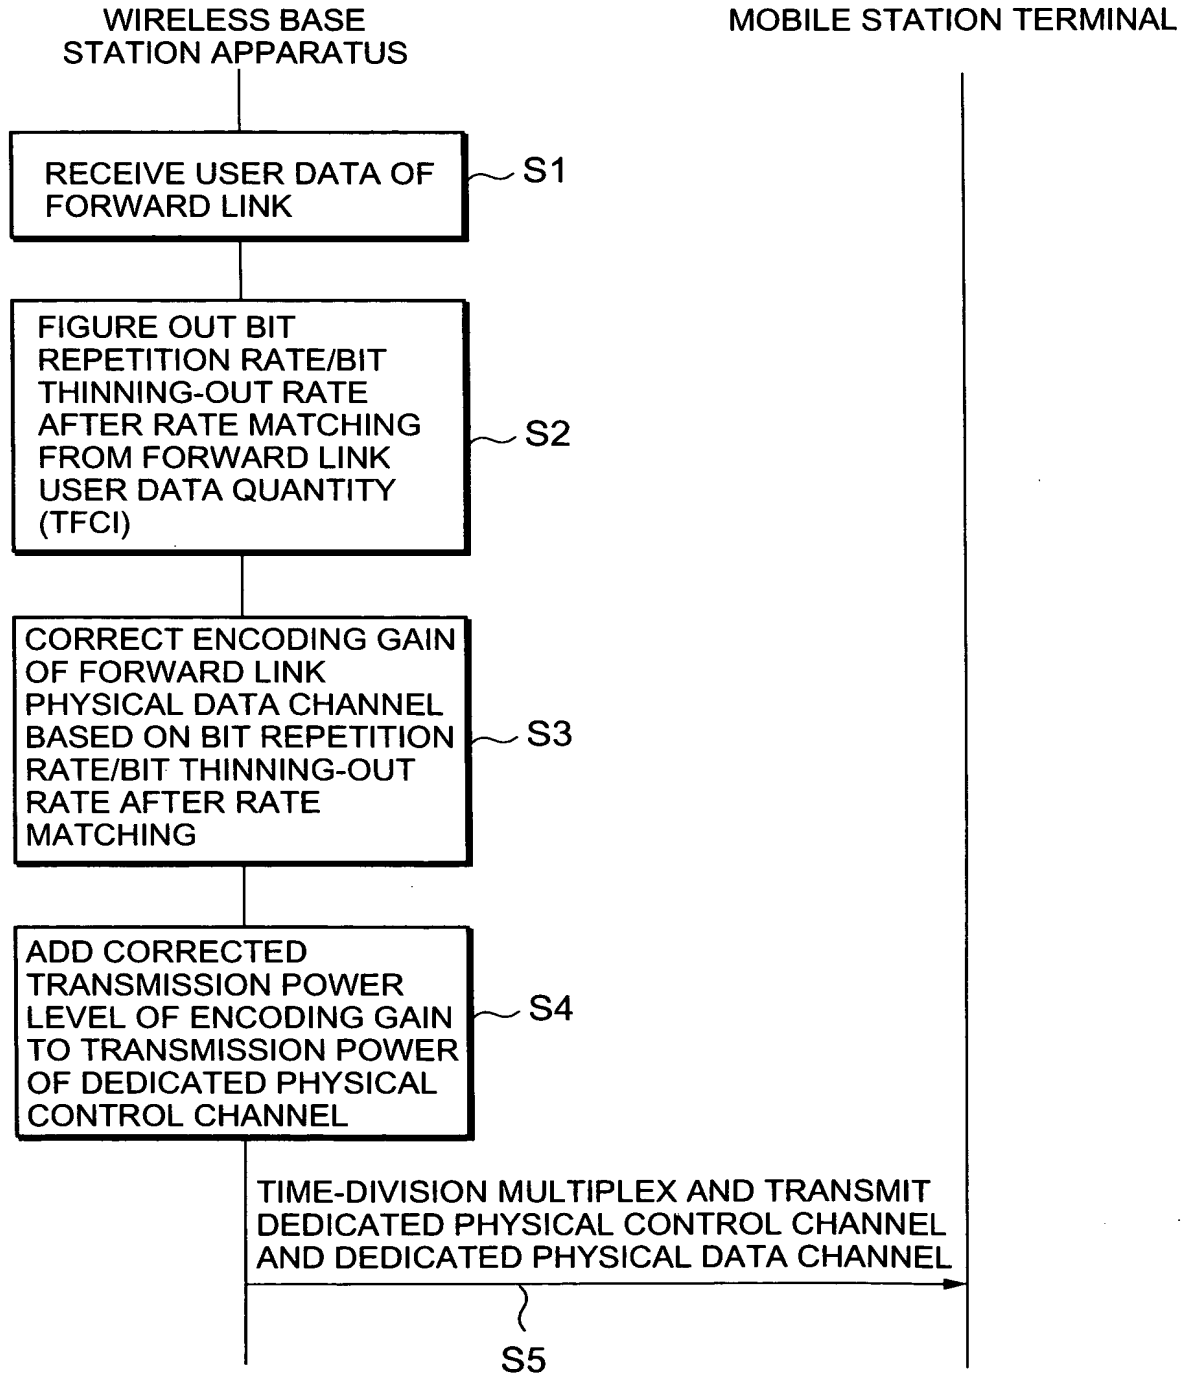 WIRELESS BASE
STATION APPARATUS
MOBILE STATION TERMINAL
RECEIVE USER DATA OF
FORWARD LINK
S1
FIGURE OUT BIT
REPETITION RATE/BIT
THINNING-OUT RATE
AFTER RATE MATCHING
FROM FORWARD LINK
USER DATA QUANTITY
(TFCI)
S2
CORRECT ENCODING GAIN
OF FORWARD LINK
PHYSICAL DATA CHANNEL
BASED ON BIT REPETITION
RATE/BIT THINNING-OUT
RATE AFTER RATE
MATCHING
S3
ADD CORRECTED
TRANSMISSION POWER
LEVEL OF ENCODING GAIN
TO TRANSMISSION POWER
OF DEDICATED PHYSICAL
CONTROL CHANNEL
S4
TIME-DIVISION MULTIPLEX AND TRANSMIT
DEDICATED PHYSICAL CONTROL CHANNEL
AND DEDICATED PHYSICAL DATA CHANNEL
S5